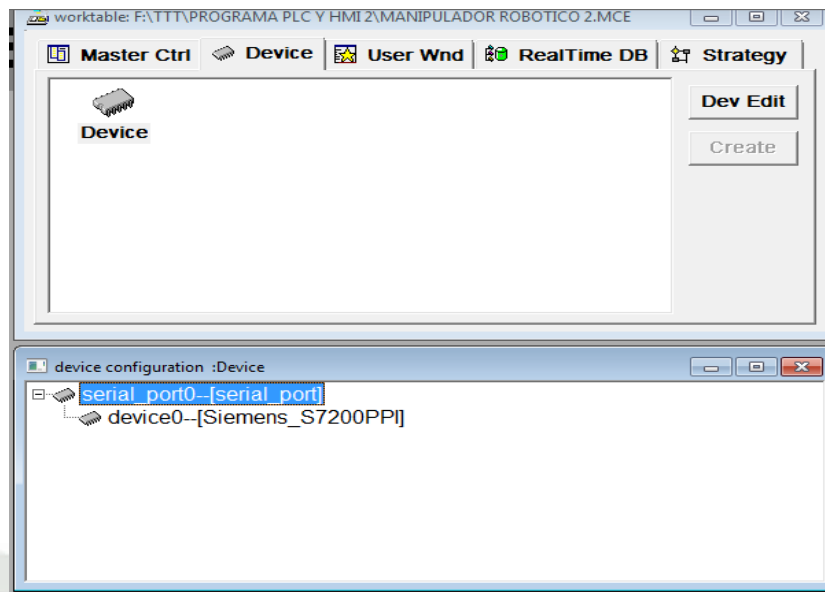 worktable: F:\TTT\PROGRAMA PLC Y HMI 2\MANIPULADOR ROBOTICO 2.MCE
Master Ctrl Device User Wnd RealTime DB Strategy
Device
Dev Edit
Create
device configuration :Device
serial_port0--[serial_port]
device0--[Siemens_S7200PPI]